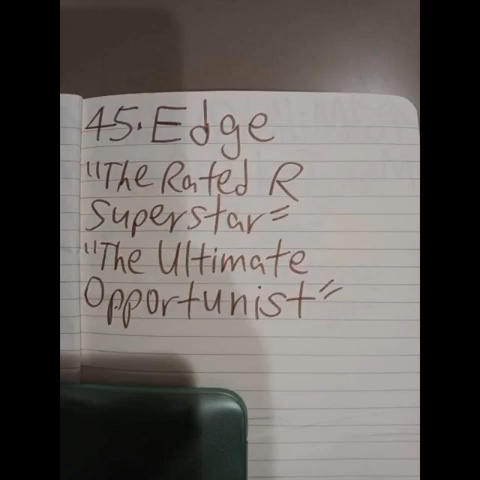 45. Edge
"The Rated R
Superstar"
"The Ultimate
Opportunist"